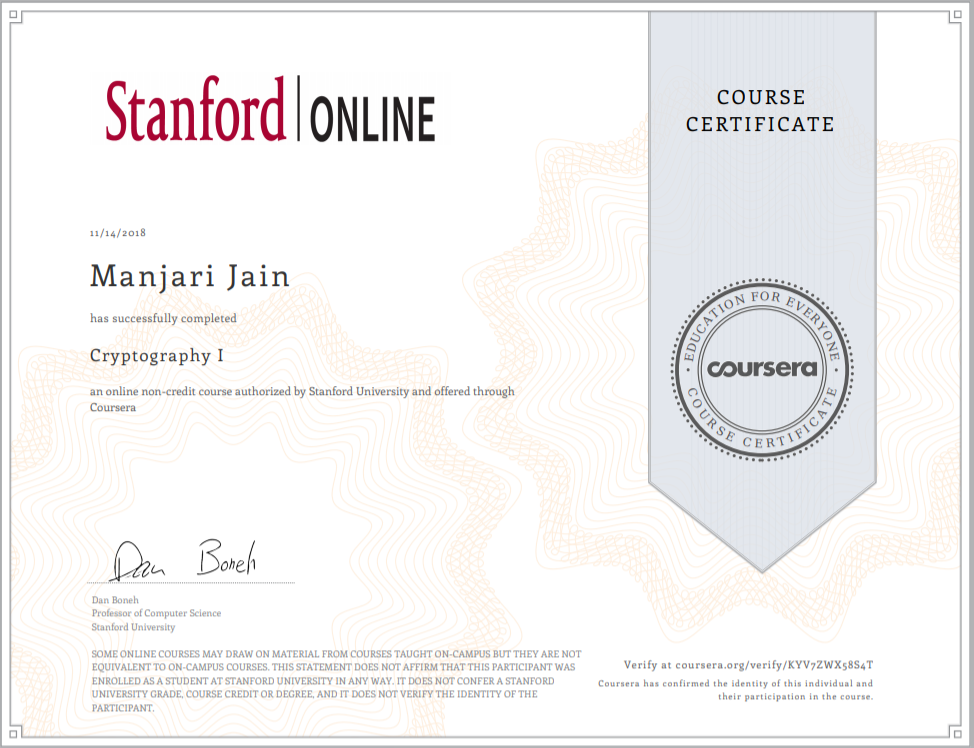 Stanford | ONLINE
COURSE
CERTIFICATE
11/14/2018
Manjari Jain
has successfully completed
Cryptography I
an online non-credit course authorized by Stanford University and offered through
Coursera
EDUCATION FOR EVERYONE
coursera
COURSE CERTIFICATE
Dan Boneh
Dan Boneh
Professor of Computer Science
Stanford University
SOME ONLINE COURSES MAY DRAW ON MATERIAL FROM COURSES TAUGHT ON-CAMPUS BUT THEY ARE NOT
EQUIVALENT TO ON-CAMPUS COURSES. THIS STATEMENT DOES NOT AFFIRM THAT THIS PARTICIPANT WAS
ENROLLED AS A STUDENT AT STANFORD UNIVERSITY IN ANY WAY. IT DOES NOT CONFER A STANFORD
UNIVERSITY GRADE, COURSE CREDIT OR DEGREE, AND IT DOES NOT VERIFY THE IDENTITY OF THE
PARTICIPANT.
Verify at coursera.org/verify/KYV7ZWX58S4T
Coursera has confirmed the identity of this individual and
their participation in the course.